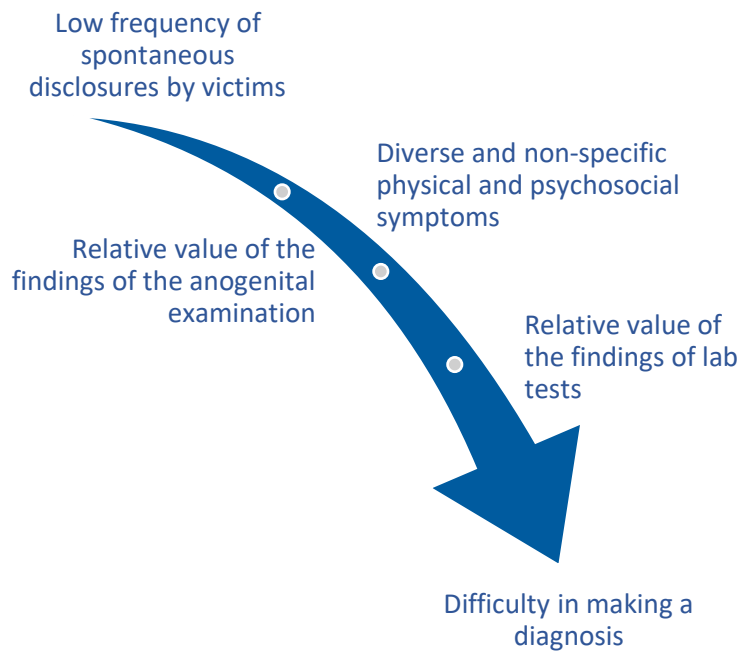 Low frequency of
spontaneous
disclosures by victims
Diverse and non-specific
physical and psychosocial
symptoms
Relative value of the
findings of the anogenital
examination
Relative value of
the findings of lab
tests
Difficulty in making a
diagnosis